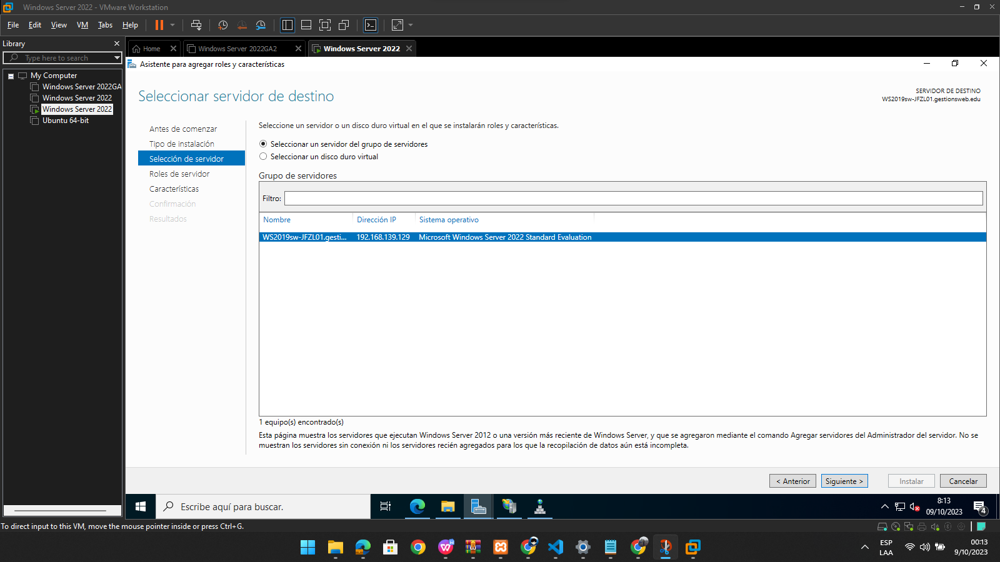 Windows Server 2022 - VMware Workstation
File Edit View VM Tabs Help
Library
Type here to search
My Computer
Windows Server 2022GA
Windows Server 2022
Windows Server 2022
Ubuntu 64-bit
Home
Windows Server 2022GA2
Windows Server 2022
Asistente para agregar roles y características
Seleccionar servidor de destino
SERVIDOR DE DESTINO
WS2019sw-JFZL01.gestionsweb.edu
Antes de comenzar
Tipo de instalación
Selección de servidor
Roles de servidor
Características
Confirmación
Resultados
Seleccione un servidor o un disco duro virtual en el que se instalarán roles y características.
Seleccionar un servidor del grupo de servidores
Seleccionar un disco duro virtual
Grupo de servidores
Filtro:
Nombre Dirección IP Sistema operativo
WS2019sw-JFZL01.gesti... 192.168.139.129 Microsoft Windows Server 2022 Standard Evaluation
1 equipo(s) encontrado(s)
Esta página muestra los servidores que ejecutan Windows Server 2012 o una versión más reciente de Windows Server, y que se agregaron mediante el comando Agregar servidores del Administrador del servidor. No se
muestran los servidores sin conexión ni los servidores recién agregados para los que la recopilación de datos aún está incompleta.
< Anterior
Siguiente >
Instalar
Cancelar
Escribe aquí para buscar.
8:13
09/10/2023
4
To direct input to this VM, move the mouse pointer inside or press Ctrl+G.
ESP
LAA
00:13
9/10/2023